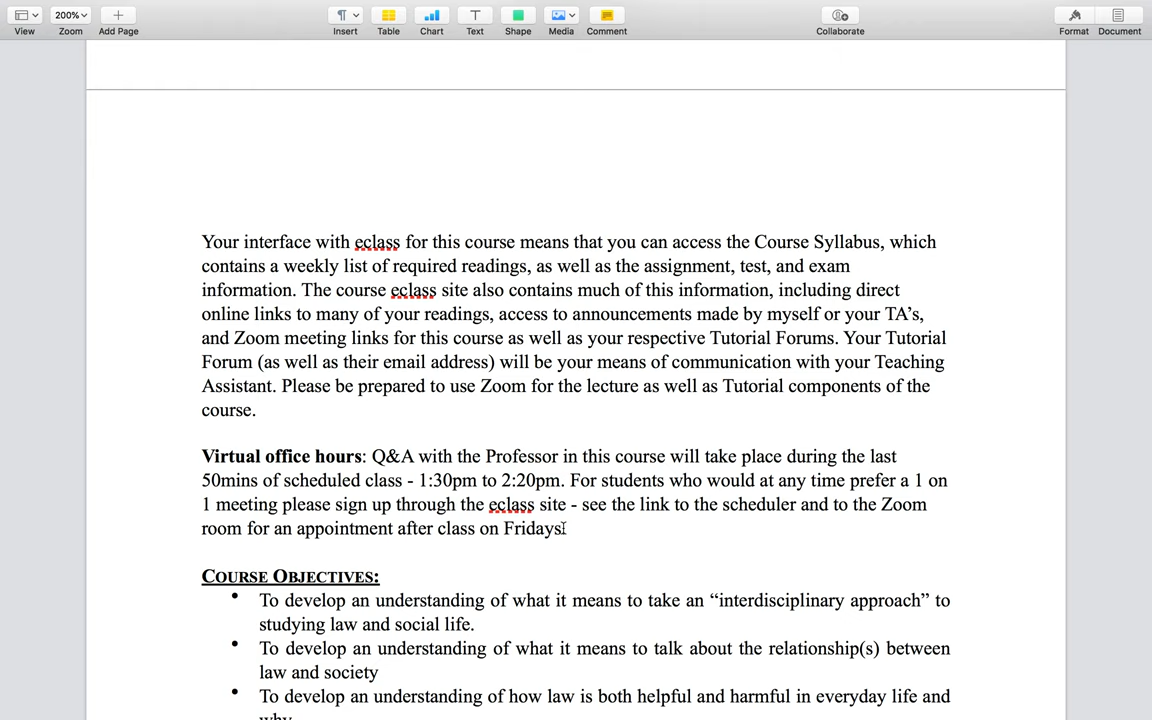 200%
View
Zoom
Add Page
Insert
Table
Chart
Text
Shape
Media
Comment
Collaborate
Format
Document
Your interface with eclass for this course means that you can access the Course Syllabus, which
contains a weekly list of required readings, as well as the assignment, test, and exam
information. The course eclass site also contains much of this information, including direct
online links to many of your readings, access to announcements made by myself or your TA’s,
and Zoom meeting links for this course as well as your respective Tutorial Forums. Your Tutorial
Forum (as well as their email address) will be your means of communication with your Teaching
Assistant. Please be prepared to use Zoom for the lecture as well as Tutorial components of the
course.
Virtual office hours: Q&A with the Professor in this course will take place during the last
50mins of scheduled class - 1:30pm to 2:20pm. For students who would at any time prefer a 1 on
1 meeting please sign up through the eclass site - see the link to the scheduler and to the Zoom
room for an appointment after class on Fridays
COURSE OBJECTIVES:
• To develop an understanding of what it means to take an “interdisciplinary approach” to
studying law and social life.
• To develop an understanding of what it means to talk about the relationship(s) between
law and society
• To develop an understanding of how law is both helpful and harmful in everyday life and
why